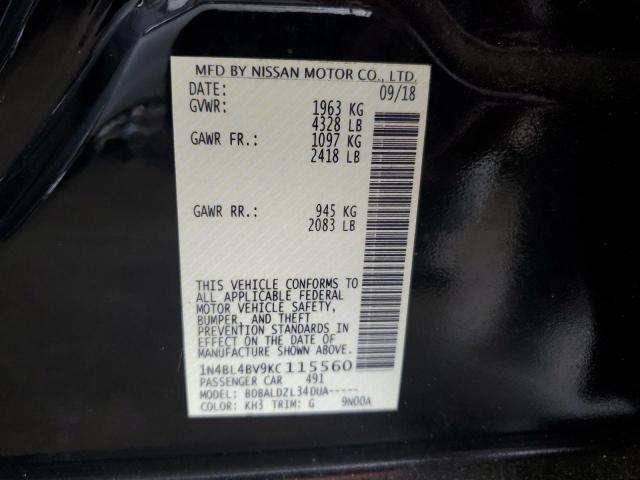 MFD BY NISSAN MOTOR CO., LTD.
DATE: 09/18
GVWR: 1963 KG
4328 LB
GAWR FR.: 1097 KG
2418 LB
GAWR RR.: 945 KG
2083 LB
THIS VEHICLE CONFORMS TO
ALL APPLICABLE FEDERAL
MOTOR VEHICLE SAFETY,
BUMPER, AND THEFT
PREVENTION STANDARDS IN
EFFECT ON THE DATE OF
MANUFACTURE SHOWN ABOVE.
1N4BL4BV9KC115560
PASSENGER CAR 491
MODEL: BDBALDZL34DUA-----
COLOR: KH3 TRIM: G 9N00A